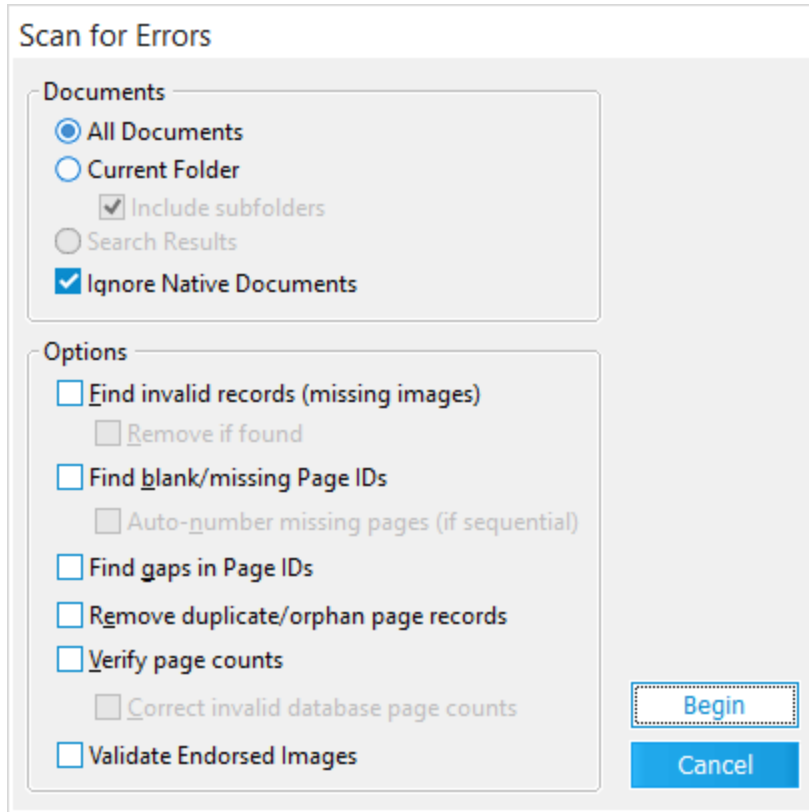 Scan for Errors
Documents
All Documents
Current Folder
Include subfolders
Search Results
Ignore Native Documents
Options
Find invalid records (missing images)
Remove if found
Find blank/missing Page IDs
Auto-number missing pages (if sequential)
Find gaps in Page IDs
Remove duplicate/orphan page records
Verify page counts
Correct invalid database page counts
Validate Endorsed Images
Begin
Cancel